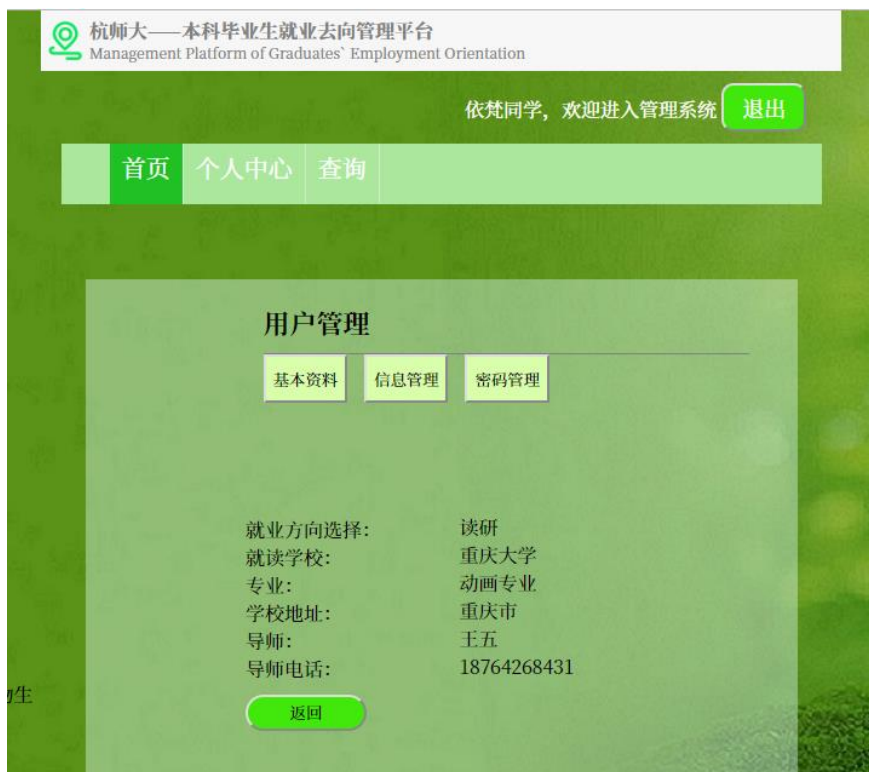 杭师大——本科毕业生就业去向管理平台
Management Platform of Graduates` Employment Orientation
依梵同学，欢迎进入管理系统 退出
首页 个人中心 查询
用户管理
基本资料 信息管理 密码管理
就业方向选择： 读研
就读学校： 重庆大学
专业： 动画专业
学校地址： 重庆市
导师： 王五
导师电话： 18764268431
生
返回